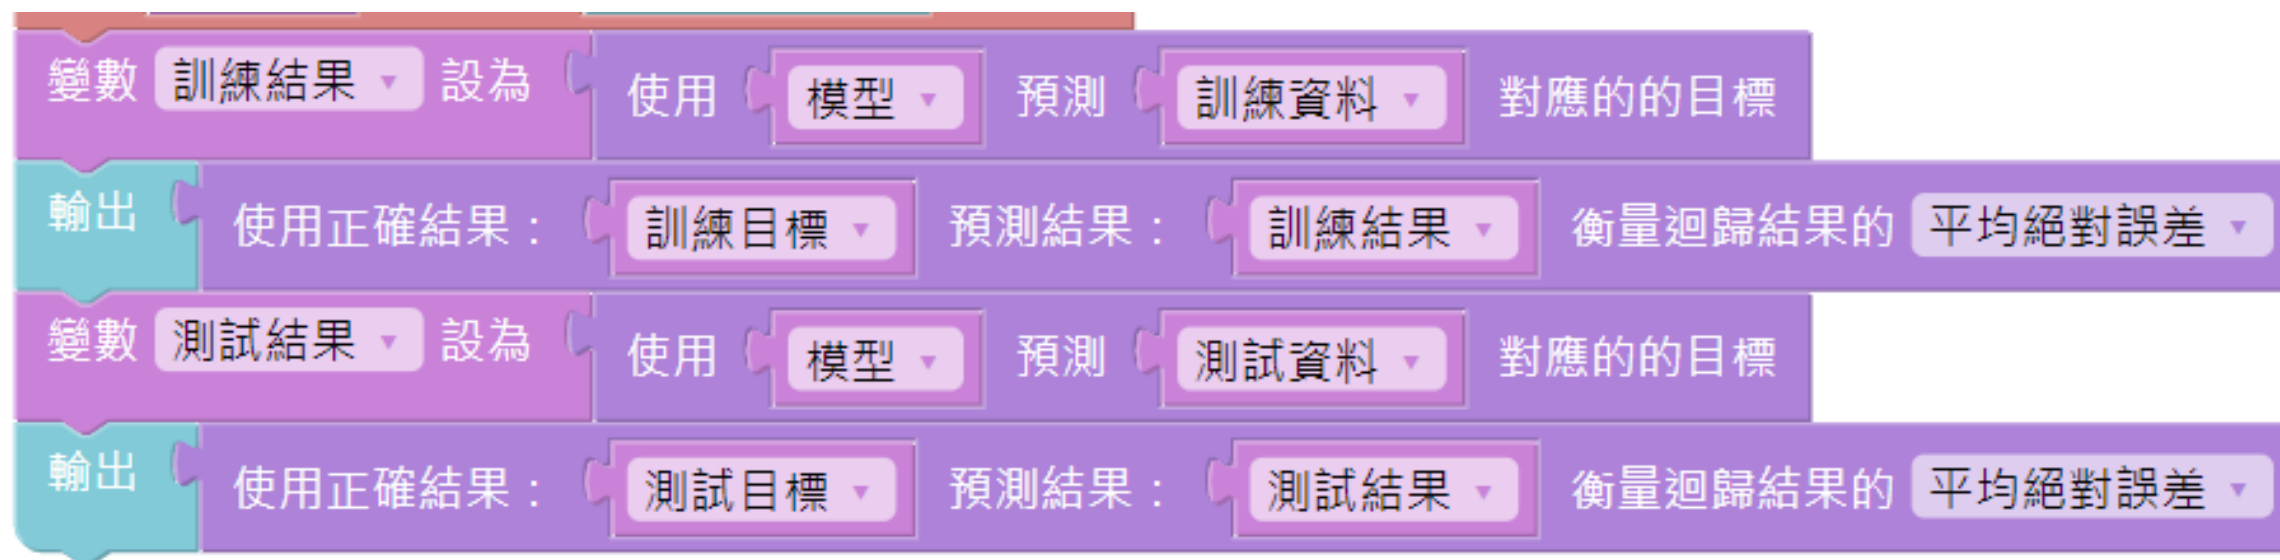 變數 訓練結果 設為 使用 模型 預測 訓練資料 對應的的目標
輸出 使用正確結果： 訓練目標 預測結果： 訓練結果 衡量迴歸結果的 平均絕對誤差
變數 測試結果 設為 使用 模型 預測 測試資料 對應的的目標
輸出 使用正確結果： 測試目標 預測結果： 測試結果 衡量迴歸結果的 平均絕對誤差